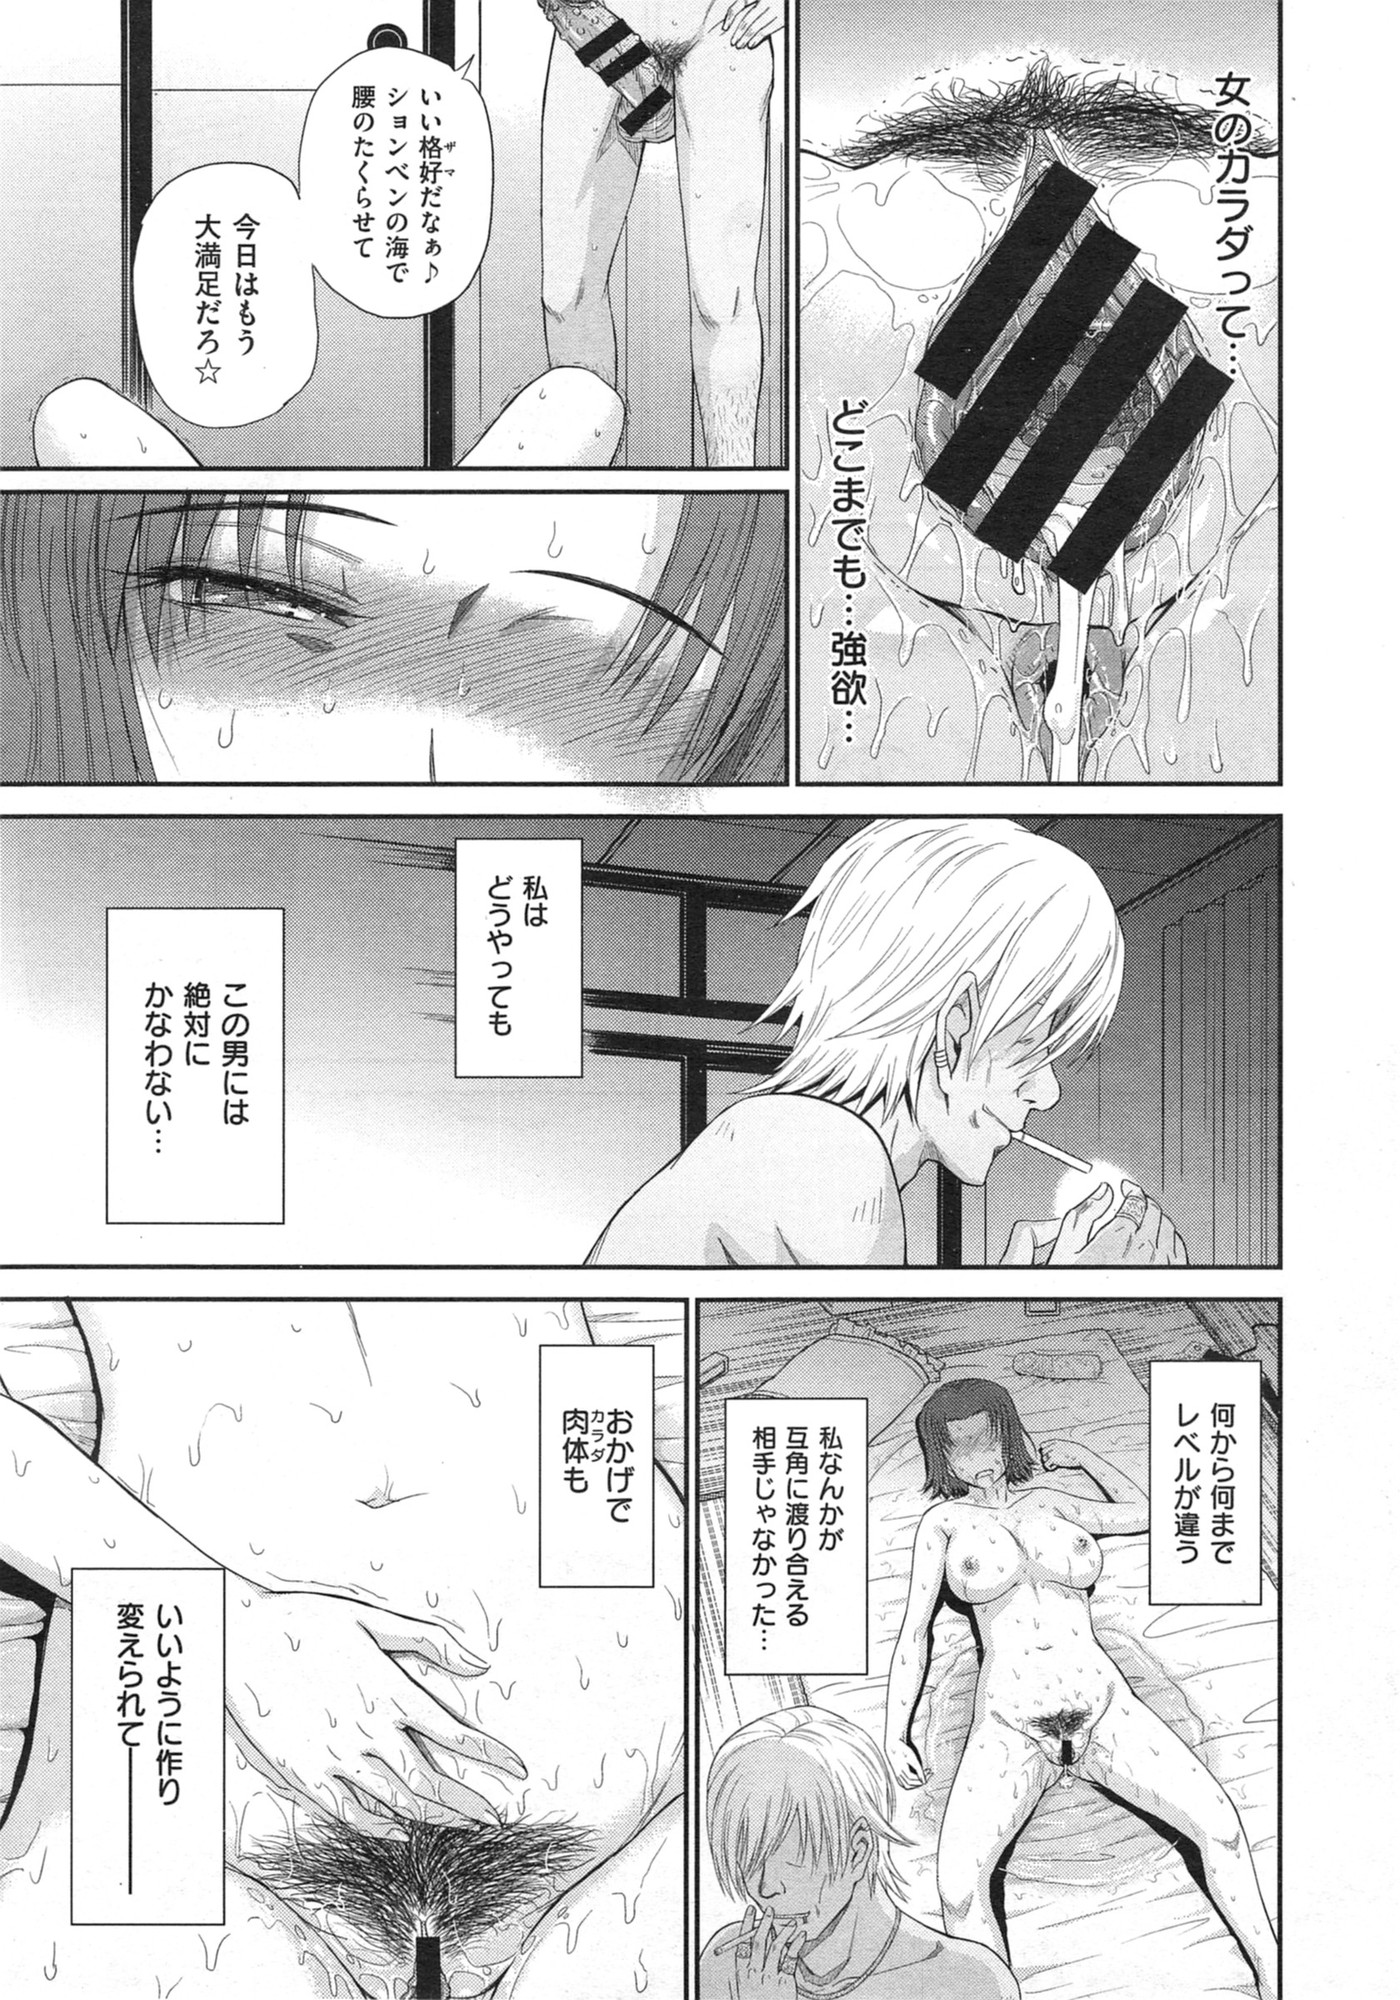 女のカラダって…
どこまでも…強欲…
いい格好だなぁ♪
ザマ
ションベンの海で
腰のたくらせて
今日はもう
大満足だろ☆
私は
どうやっても
この男には
絶対に
かなわない…
何から何まで
レベルが違う
私なんかが
互角に渡り合える
相手じゃなかった…
おかげで
肉体も
カラダ
いいように作り
変えられて――